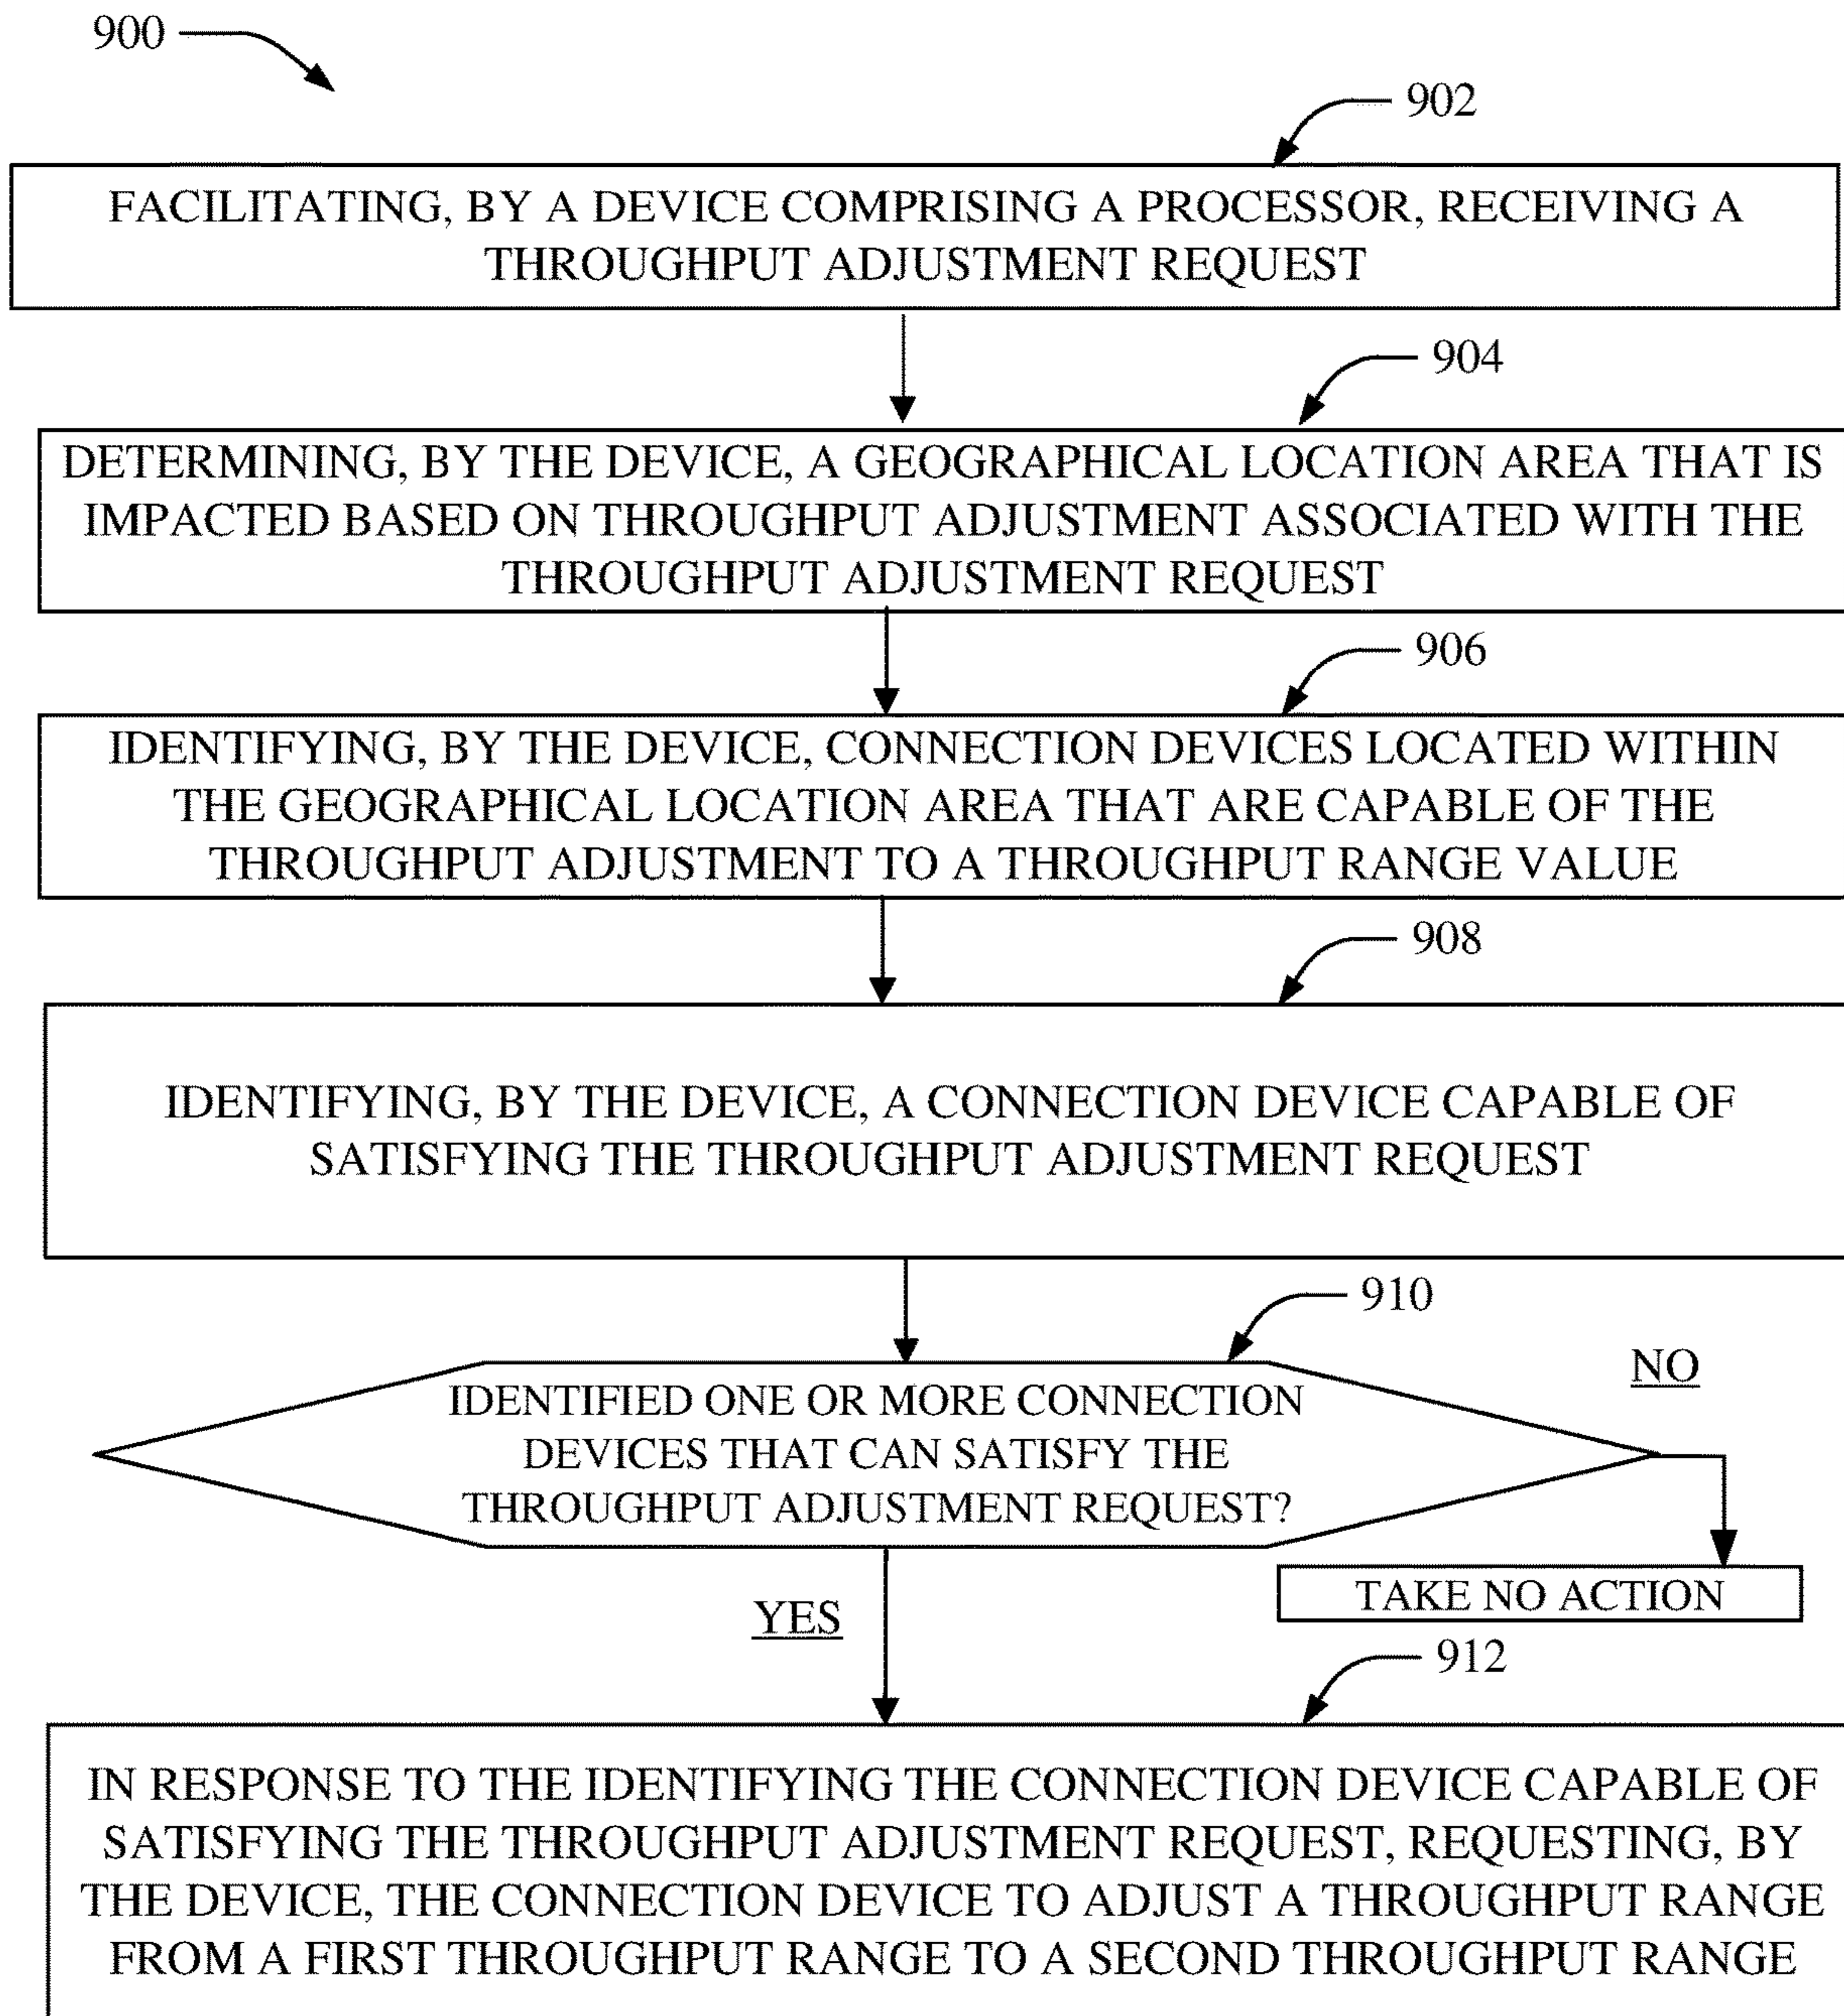 900
902
FACILITATING, BY A DEVICE COMPRISING A PROCESSOR, RECEIVING A
THROUGHPUT ADJUSTMENT REQUEST
904
DETERMINING, BY THE DEVICE, A GEOGRAPHICAL LOCATION AREA THAT IS
IMPACTED BASED ON THROUGHPUT ADJUSTMENT ASSOCIATED WITH THE
THROUGHPUT ADJUSTMENT REQUEST
906
IDENTIFYING, BY THE DEVICE, CONNECTION DEVICES LOCATED WITHIN
THE GEOGRAPHICAL LOCATION AREA THAT ARE CAPABLE OF THE
THROUGHPUT ADJUSTMENT TO A THROUGHPUT RANGE VALUE
908
IDENTIFYING, BY THE DEVICE, A CONNECTION DEVICE CAPABLE OF
SATISFYING THE THROUGHPUT ADJUSTMENT REQUEST
910
NO
IDENTIFIED ONE OR MORE CONNECTION
DEVICES THAT CAN SATISFY THE
THROUGHPUT ADJUSTMENT REQUEST?
TAKE NO ACTION
YES
912
IN RESPONSE TO THE IDENTIFYING THE CONNECTION DEVICE CAPABLE OF
SATISFYING THE THROUGHPUT ADJUSTMENT REQUEST, REQUESTING, BY
THE DEVICE, THE CONNECTION DEVICE TO ADJUST A THROUGHPUT RANGE
FROM A FIRST THROUGHPUT RANGE TO A SECOND THROUGHPUT RANGE